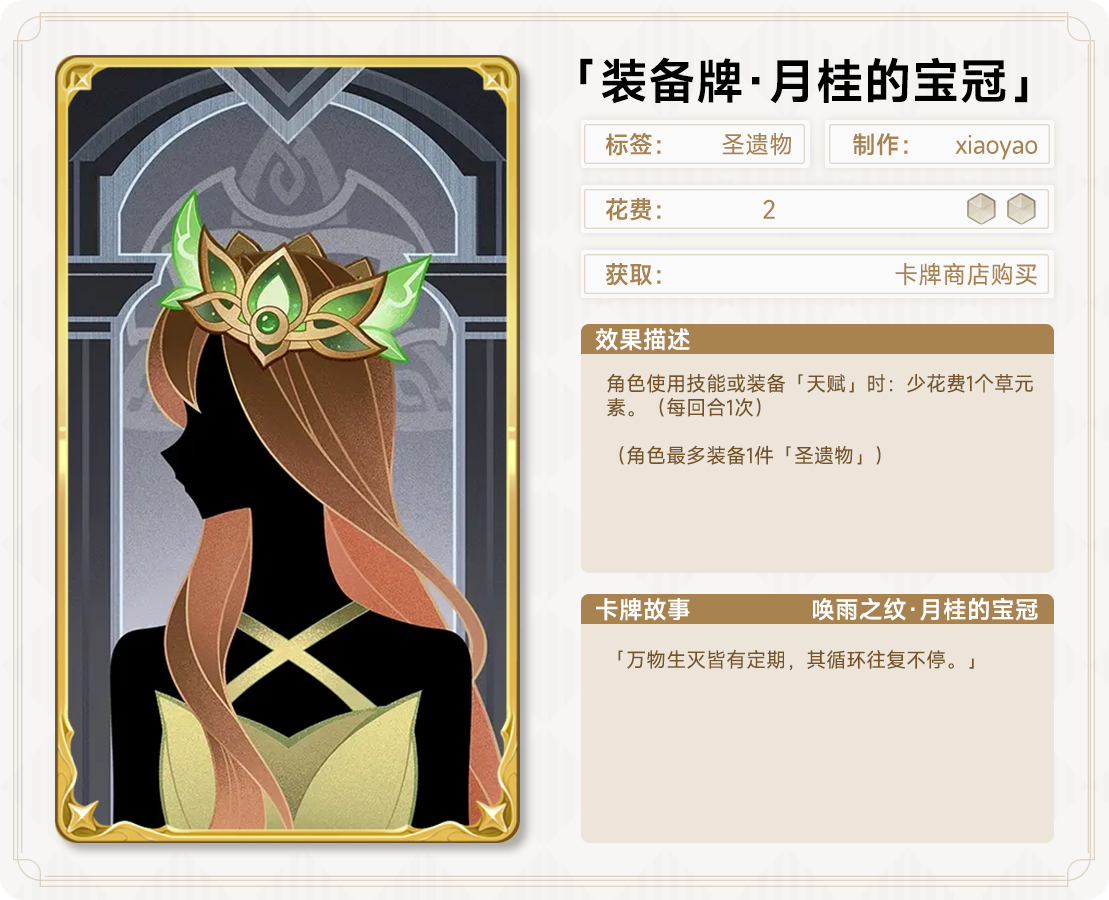 「装备牌·月桂的宝冠」
标签： 圣遗物 制作： xiaoyao
花费： 2
获取： 卡牌商店购买
效果描述
角色使用技能或装备「天赋」时：少花费1个草元
素。（每回合1次）
（角色最多装备1件「圣遗物」）
卡牌故事 唤雨之纹·月桂的宝冠
「万物生灭皆有定期，其循环往复不停。」